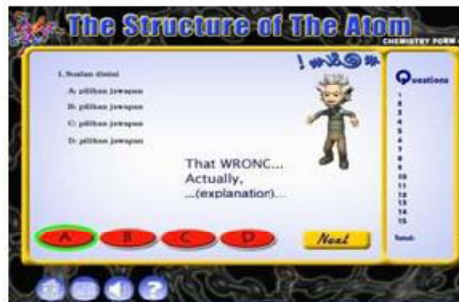 The Structure of The Atom
CHEMISTRY FORM
1. Soalan disini
A: pilihan jawapan
B: pilihan jawapan
C: pilihan jawapan
D: pilihan jawapan
That WRONG...
Actually,
...(explanation)...
A B C D
Next
Questions
1
2
3
4
5
6
7
8
9
10
11
12
13
14
15
Total:
?